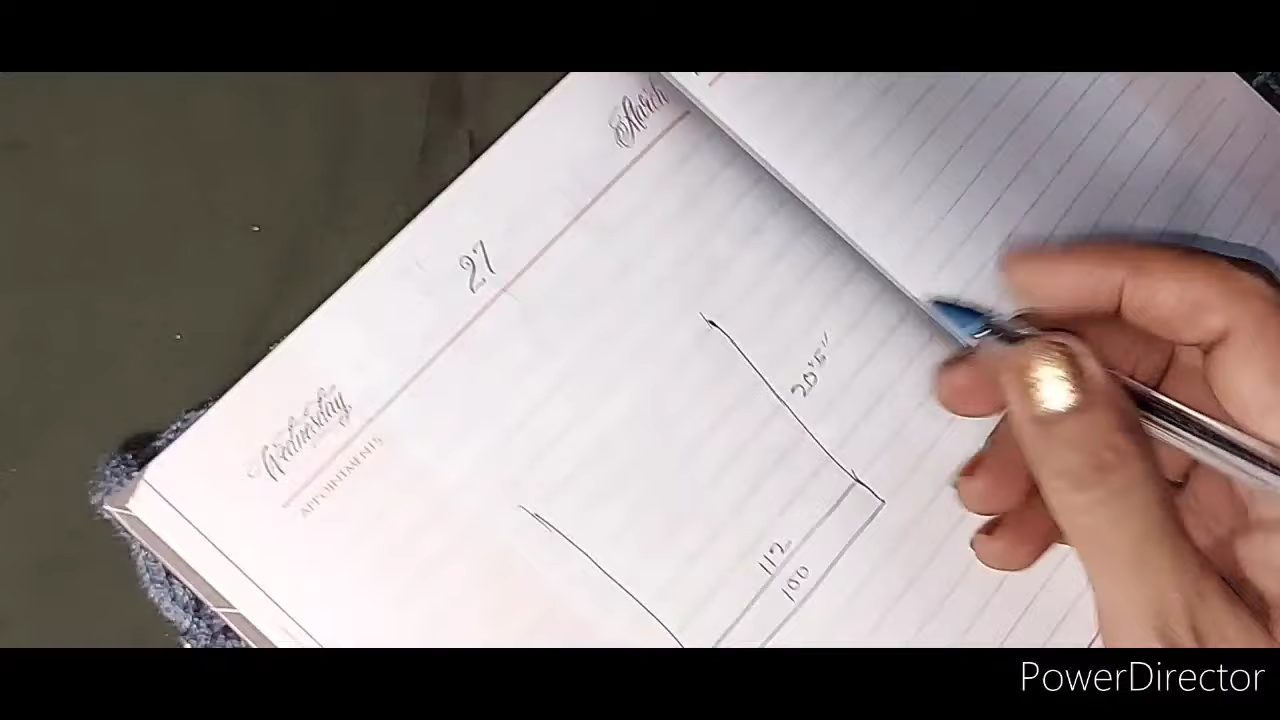 March
27
Wednesday
APPOINTMENTS
20'5"
112
100
PowerDirector